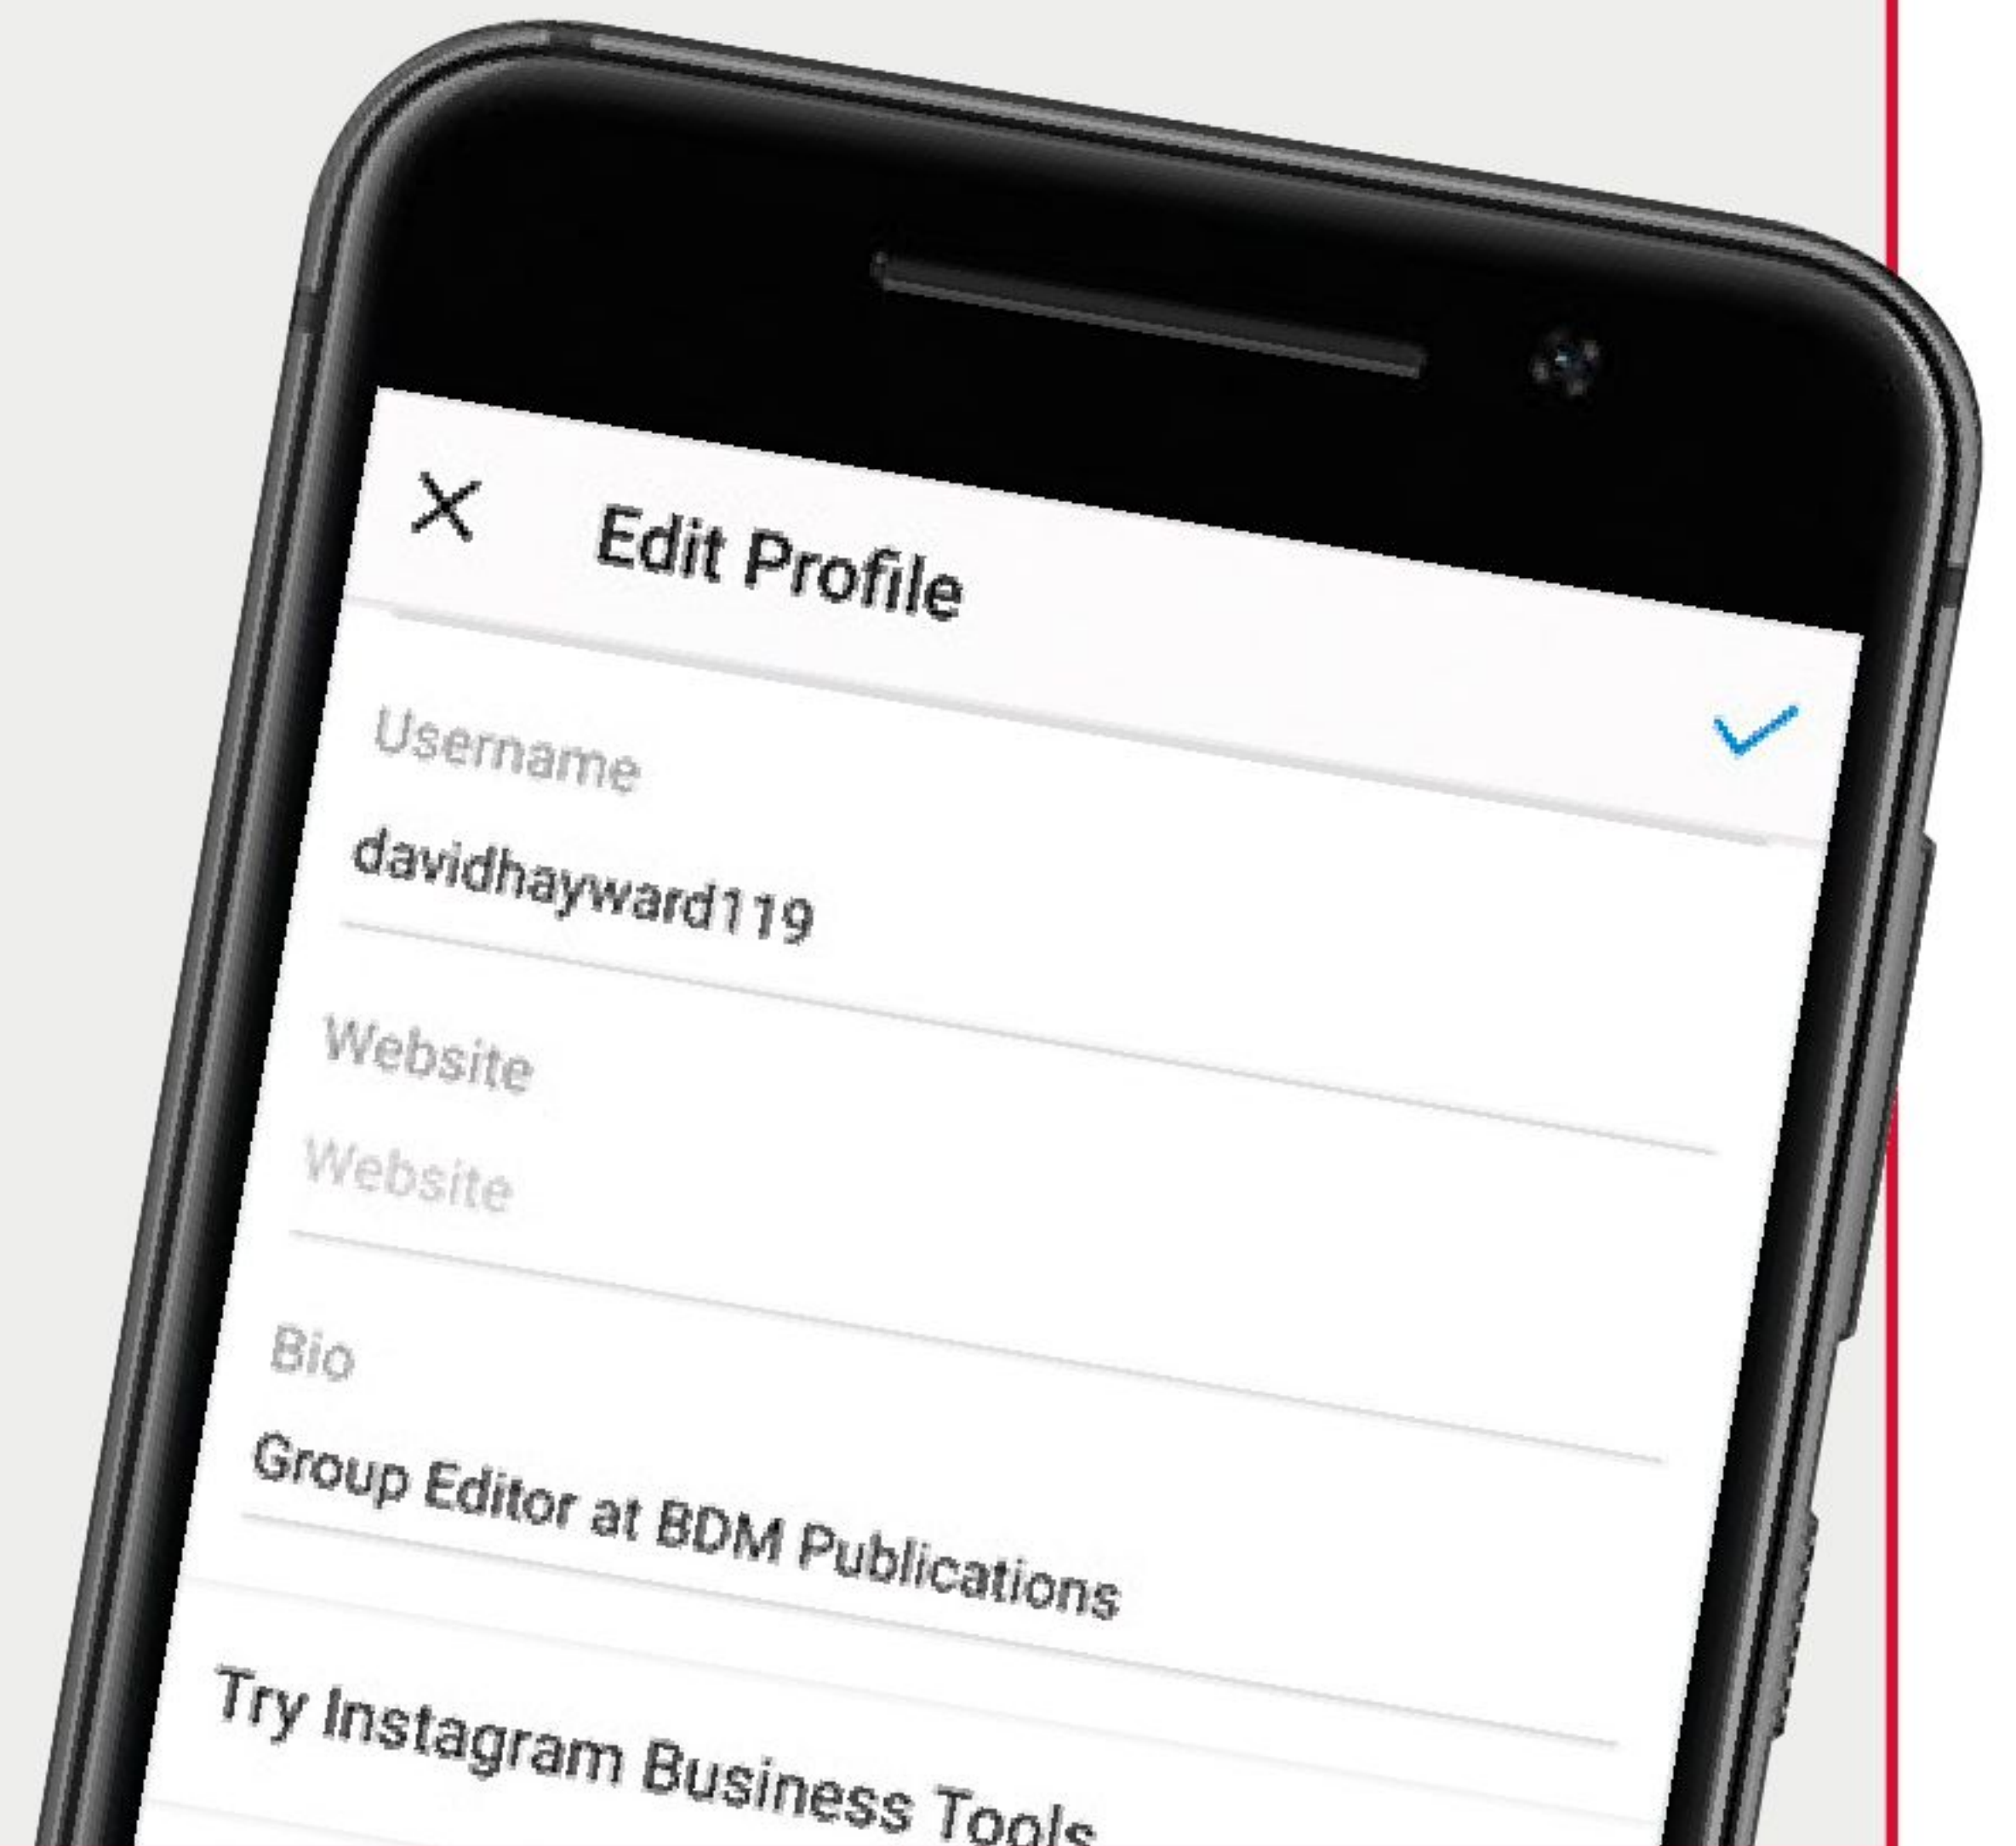 Edit Profile
Username
davidhayward119
Website
Website
Bio
Group Editor at BDM Publications
Try Instagram Business Tools